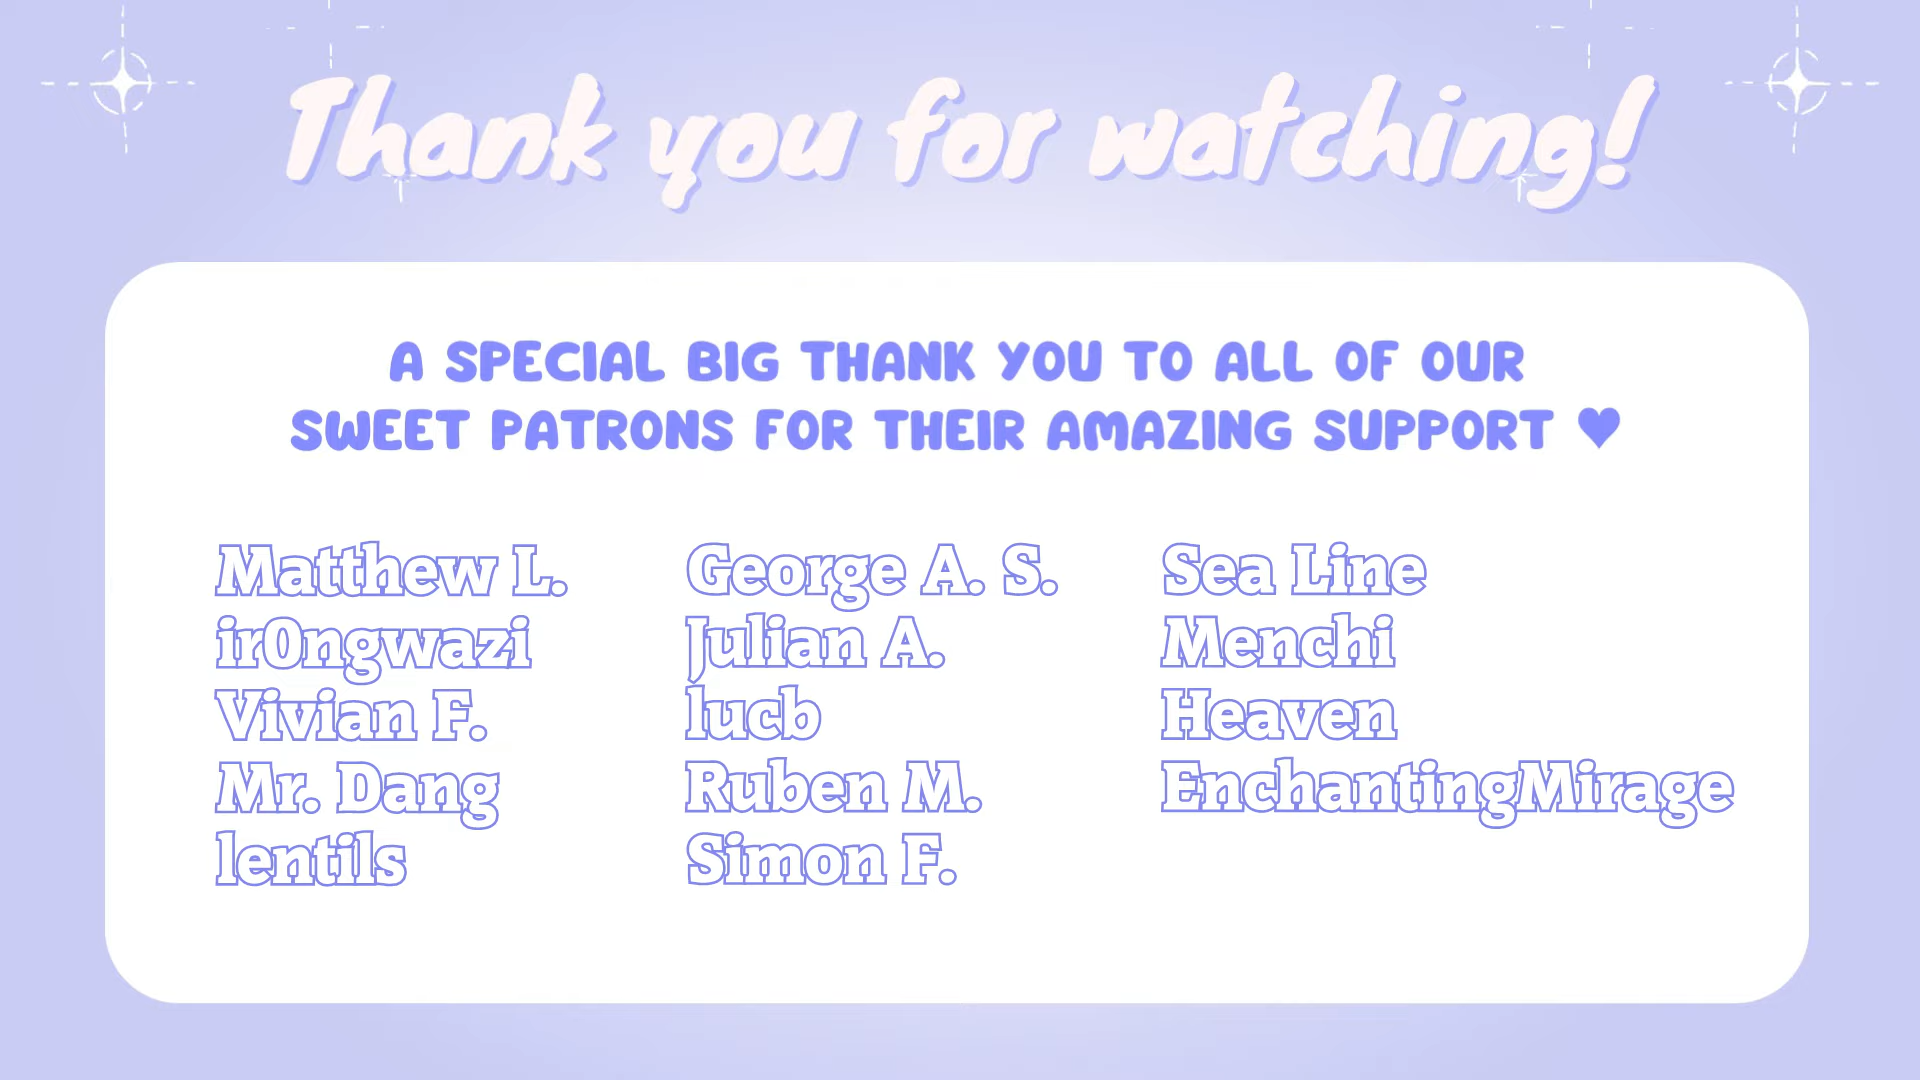 Thank you for watching!
A SPECIAL BIG THANK YOU TO ALL OF OUR
SWEET PATRONS FOR THEIR AMAZING SUPPORT ♥
Matthew L.
ir0ngwazi
Vivian F.
Mr. Dang
lentils
George A. S.
Julian A.
lucb
Ruben M.
Simon F.
Sea Line
Menchi
Heaven
EnchantingMirage